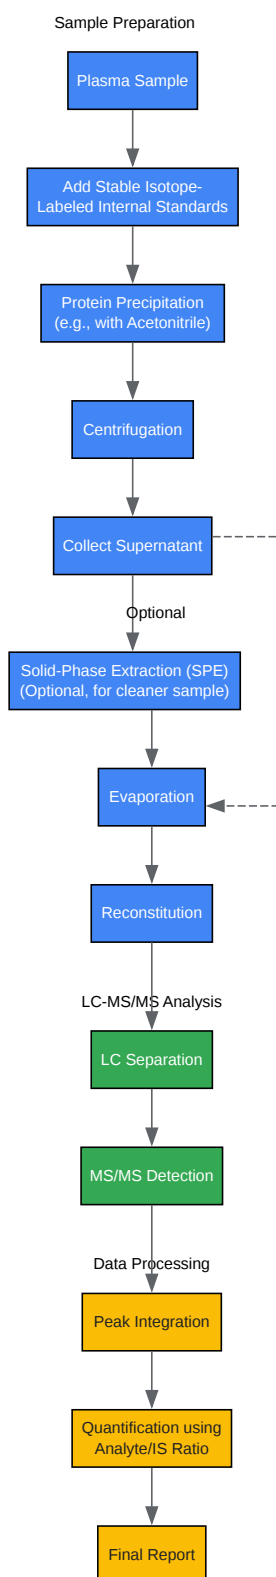 Sample Preparation
Plasma Sample
Add Stable Isotope-
Labeled Internal Standards
Protein Precipitation
(e.g., with Acetonitrile)
Centrifugation
Collect Supernatant
Optional
Solid-Phase Extraction (SPE)
(Optional, for cleaner sample)
Evaporation
Reconstitution
LC-MS/MS Analysis
LC Separation
MS/MS Detection
Data Processing
Peak Integration
Quantification using
Analyte/IS Ratio
Final Report